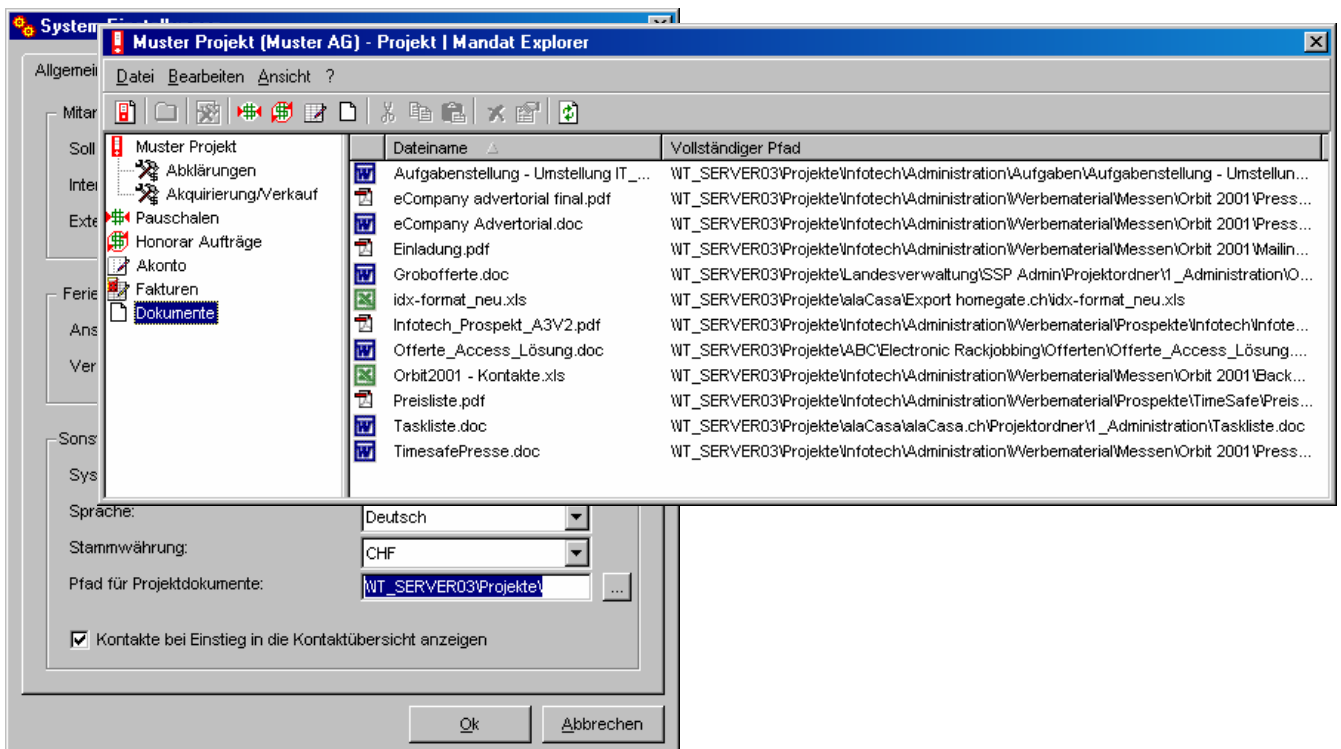 System
Muster Projekt (Muster AG) - Projekt | Mandat Explorer
Allgemei
Datei Bearbeiten Ansicht ?
Mitar
Soll
Inte
Exte
Ferie
Ans
Ver
Sons
Sys
Muster Projekt
Abklärungen
Akquirierung/Verkauf
Pauschalen
Honorar Aufträge
Akonto
Fakturen
Dokumente
Dateiname Vollständiger Pfad
Aufgabenstellung - Umstellung IT_... \\IT_SERVER03\Projekte\Infotech\Administration\Aufgaben\Aufgabenstellung - Umstellun...
eCompany advertorial final.pdf \\IT_SERVER03\Projekte\Infotech\Administration\Werbematerial\Messen\Orbit 2001\Press...
eCompany Advertorial.doc \\IT_SERVER03\Projekte\Infotech\Administration\Werbematerial\Messen\Orbit 2001\Press...
Einladung.pdf \\IT_SERVER03\Projekte\Infotech\Administration\Werbematerial\Messen\Orbit 2001\Mailin...
Grobofferte.doc \\IT_SERVER03\Projekte\Landesverwaltung\SSP Admin\Projektordner\1_Administration\O...
idx-format_neu.xls \\IT_SERVER03\Projekte\alaCasa\Export homegate.ch\idx-format_neu.xls
Infotech_Prospekt_A3V2.pdf \\IT_SERVER03\Projekte\Infotech\Administration\Werbematerial\Prospekte\Infotech\Infote...
Offerte_Access_Lösung.doc \\IT_SERVER03\Projekte\ABC\Electronic Rackjobbing\Offerten\Offerte_Access_Lösung....
Orbit2001 - Kontakte.xls \\IT_SERVER03\Projekte\Infotech\Administration\Werbematerial\Messen\Orbit 2001\Back...
Preisliste.pdf \\IT_SERVER03\Projekte\Infotech\Administration\Werbematerial\Prospekte\TimeSafe\Preis...
Taskliste.doc \\IT_SERVER03\Projekte\alaCasa\alaCasa.ch\Projektordner\1_Administration\Taskliste.doc
TimesafePresse.doc \\IT_SERVER03\Projekte\Infotech\Administration\Werbematerial\Messen\Orbit 2001\Press...
Sprache: Deutsch
Stammwährung: CHF
Pfad für Projektdokumente: \\IT_SERVER03\Projekte\ ...
Kontakte bei Einstieg in die Kontaktübersicht anzeigen
Ok Abbrechen